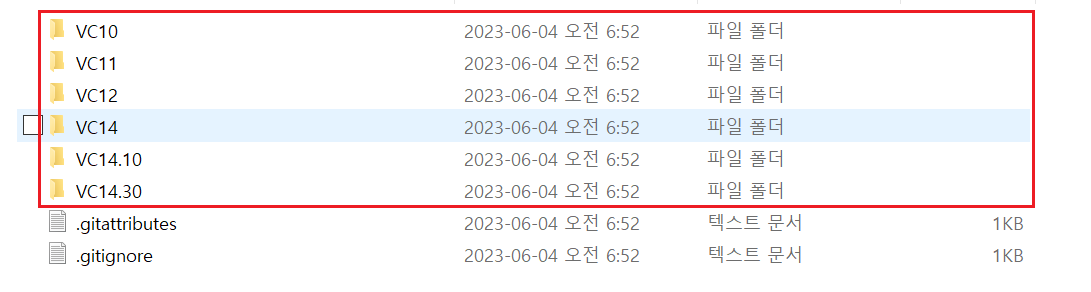 VC10 2023-06-04 오전 6:52 파일 폴더
VC11 2023-06-04 오전 6:52 파일 폴더
VC12 2023-06-04 오전 6:52 파일 폴더
VC14 2023-06-04 오전 6:52 파일 폴더
VC14.10 2023-06-04 오전 6:52 파일 폴더
VC14.30 2023-06-04 오전 6:52 파일 폴더
.gitattributes 2023-06-04 오전 6:52 텍스트 문서 1KB
.gitignore 2023-06-04 오전 6:52 텍스트 문서 1KB